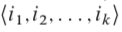 ⟨i₁, i₂, . . . , iₖ⟩